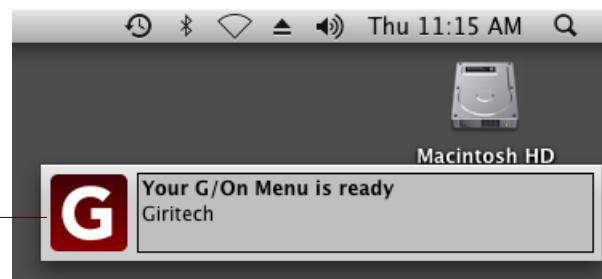 Thu 11:15 AM
Macintosh HD
G
Your G/On Menu is ready
Giritech